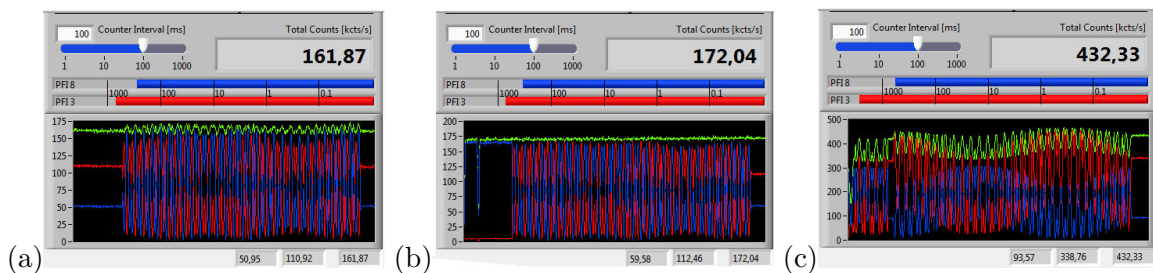 100 Counter Interval [ms] Total Counts [kcts/s]
161,87
1 10 100 1000
PFI 8
1000 100 10 1 0,1
PFI 3
175
150
125
100
75
50
25
0
50,95 110,92 161,87
(a)
100 Counter Interval [ms] Total Counts [kcts/s]
172,04
1 10 100 1000
PFI 8
1000 100 10 1 0,1
PFI 3
200
175
150
125
100
75
50
25
0
59,58 112,46 172,04
(b)
100 Counter Interval [ms] Total Counts [kcts/s]
432,33
1 10 100 1000
PFI 8
1000 100 10 1 0,1
PFI 3
500
400
300
200
100
0
93,57 338,76 432,33
(c)